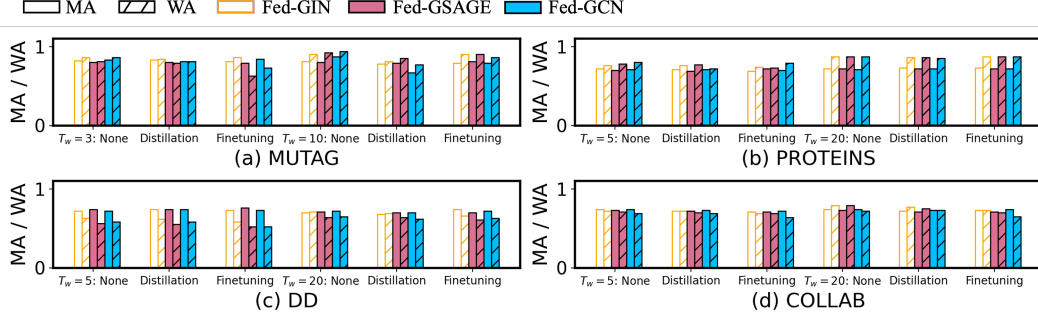 MA WA Fed-GIN Fed-GSAGE Fed-GCN
MA / WA
1
0
T_w = 3: None Distillation Finetuning T_w = 10: None Distillation Finetuning
(a) MUTAG
MA / WA
1
0
T_w = 5: None Distillation Finetuning T_w = 20: None Distillation Finetuning
(b) PROTEINS
MA / WA
1
0
T_w = 5: None Distillation Finetuning T_w = 20: None Distillation Finetuning
(c) DD
MA / WA
1
0
T_w = 5: None Distillation Finetuning T_w = 20: None Distillation Finetuning
(d) COLLAB